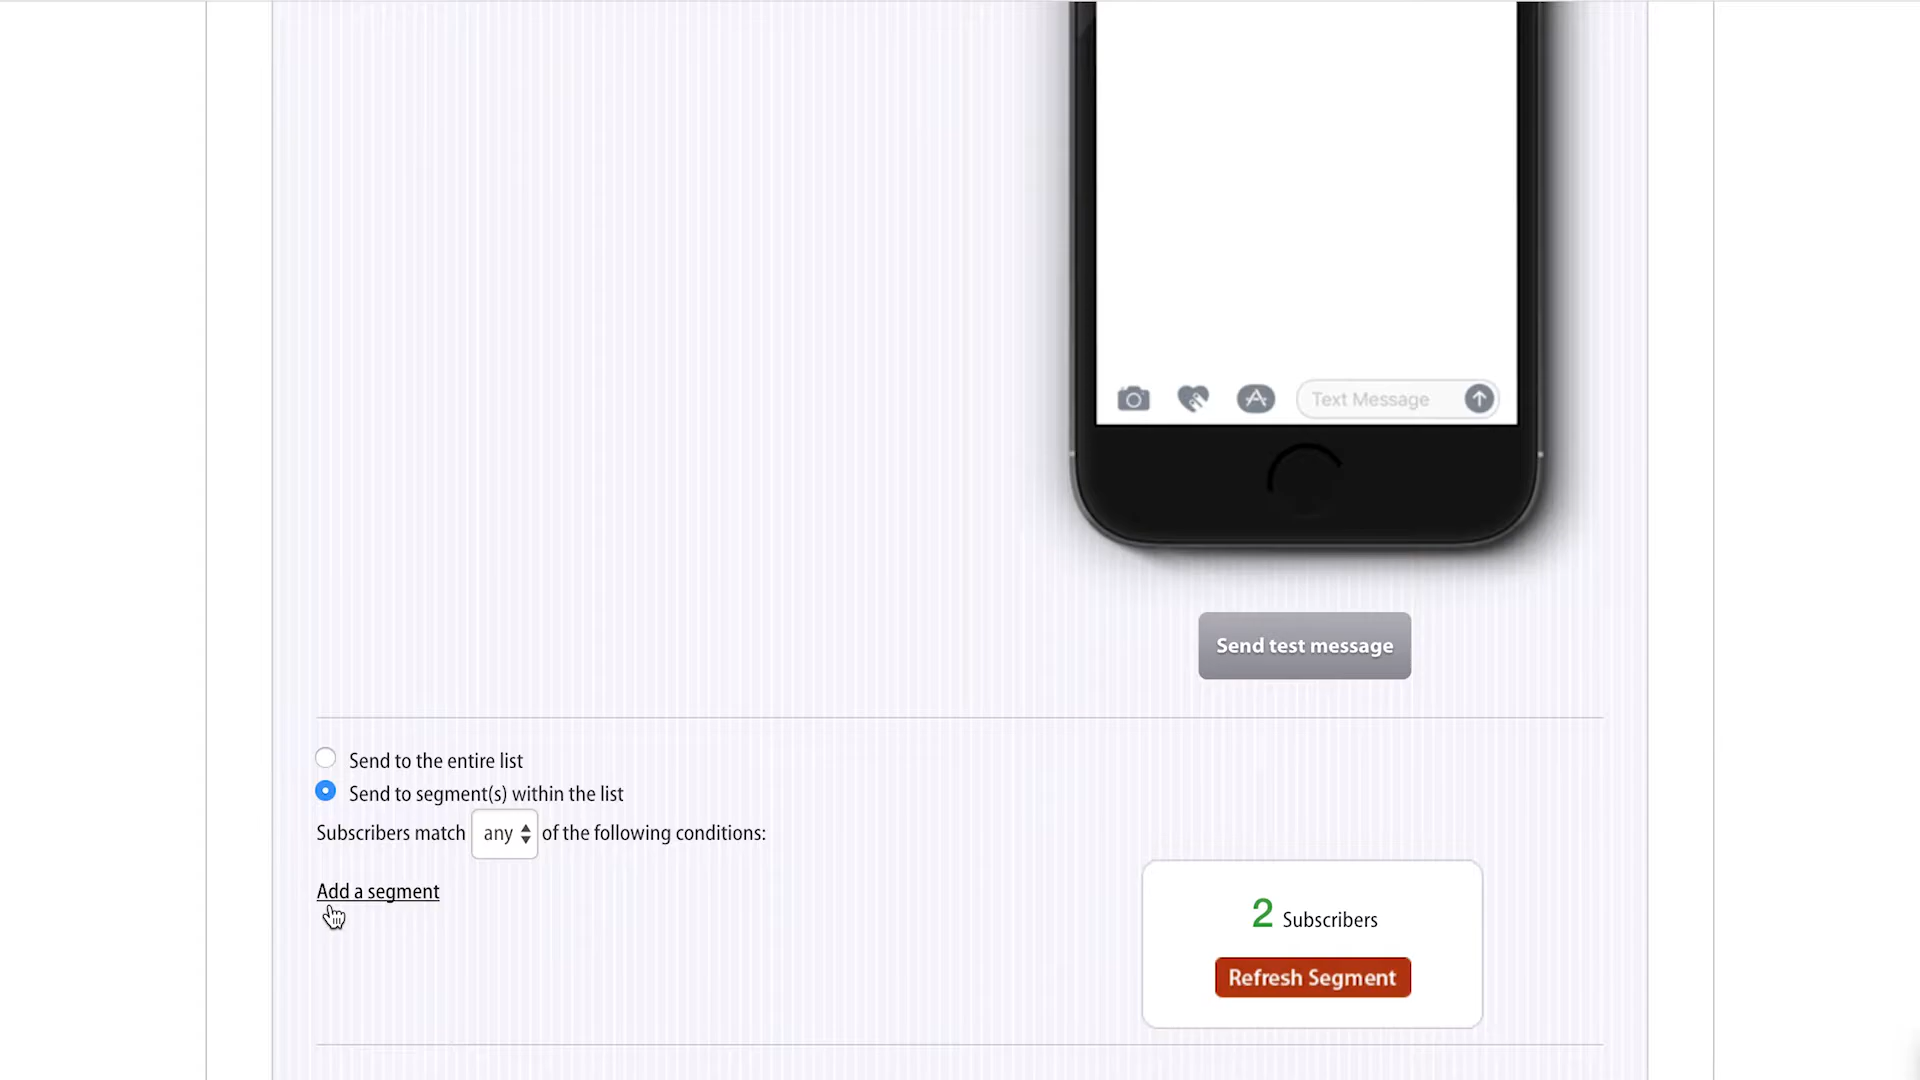 Text Message
Send test message
Send to the entire list
Send to segment(s) within the list
Subscribers match any of the following conditions:
Add a segment
2 Subscribers
Refresh Segment